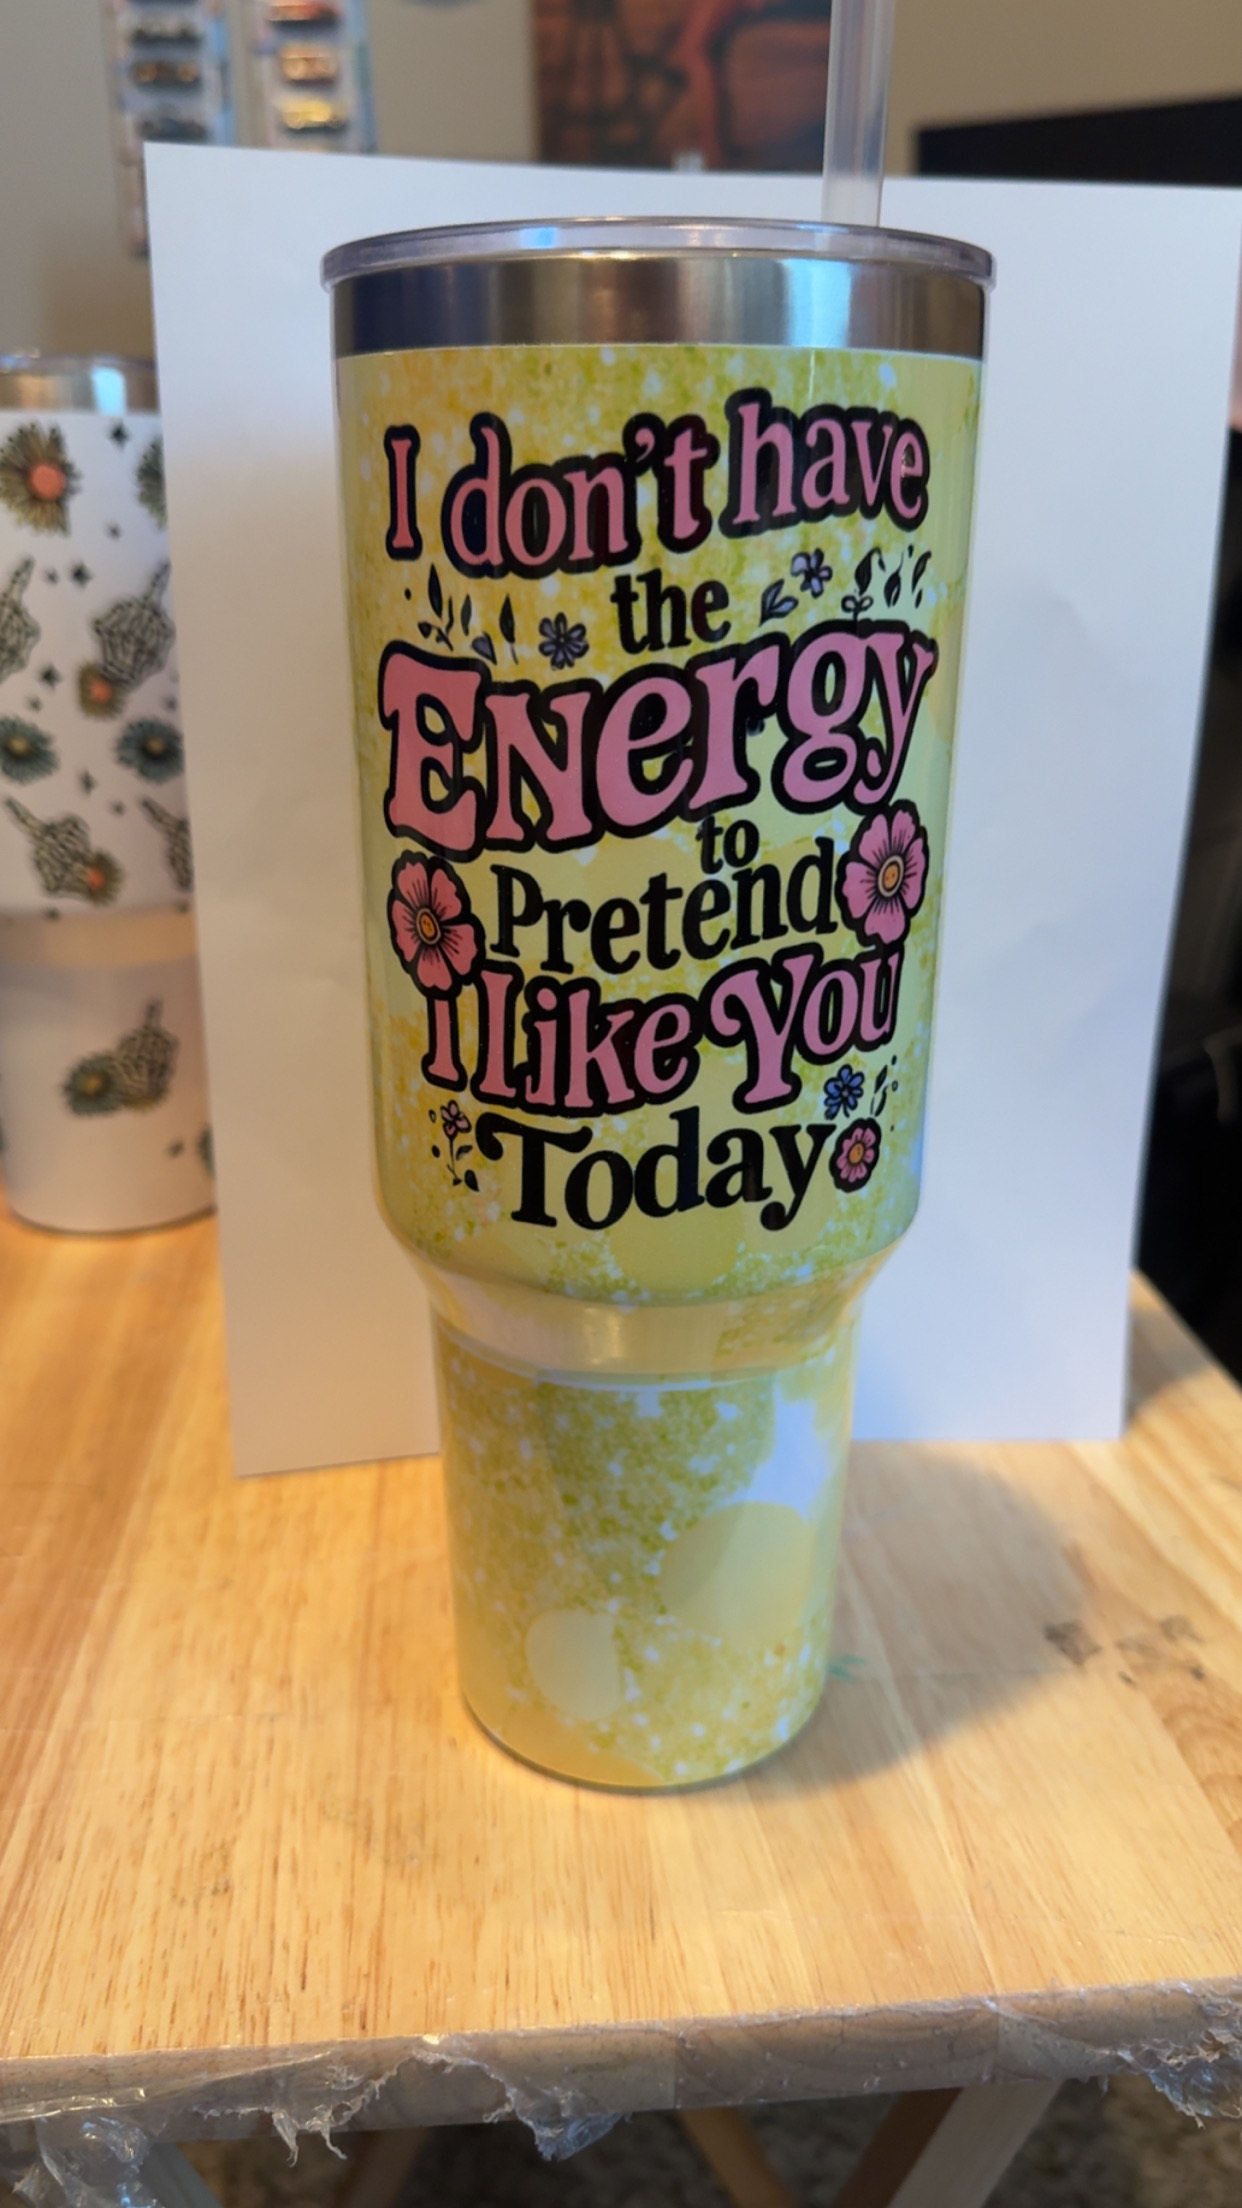 I don't have
the
ENergy
to
Pretend
i Like You
Today